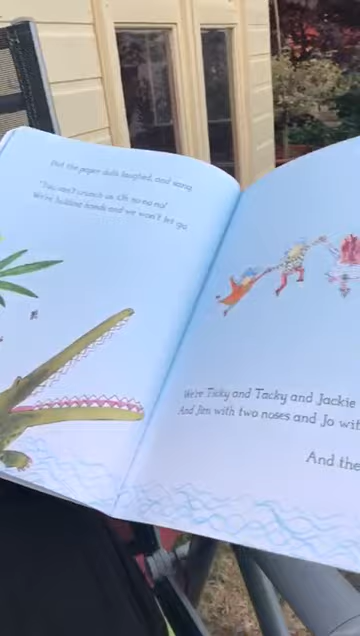 But the paper dolls laughed, and sang,
"You can't crunch us. Oh no no no!
We're holding hands and we won't let go.
We're Ticky and Tacky and Jackie
And Jim with two noses and Jo wit
And the